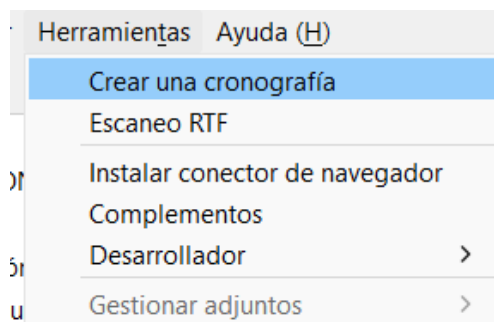 Herramientas Ayuda (H)
Crear una cronografía
Escaneo RTF
Instalar conector de navegador
Complementos
Desarrollador >
Gestionar adjuntos >